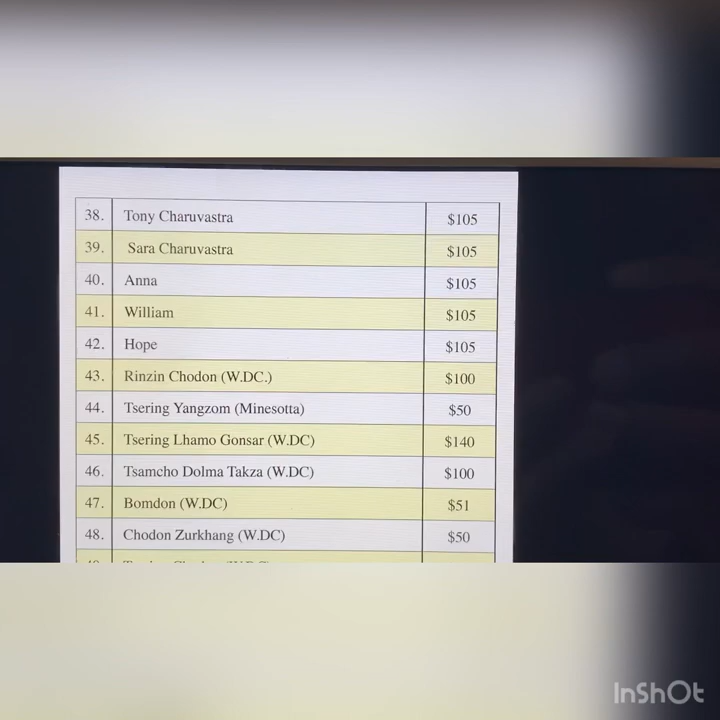 38. Tony Charuvastra $105
39. Sara Charuvastra $105
40. Anna $105
41. William $105
42. Hope $105
43. Rinzin Chodon (W.DC.) $100
44. Tsering Yangzom (Minesotta) $50
45. Tsering Lhamo Gonsar (W.DC) $140
46. Tsamcho Dolma Takza (W.DC) $100
47. Bomdon (W.DC) $51
48. Chodon Zurkhang (W.DC) $50
InShOt